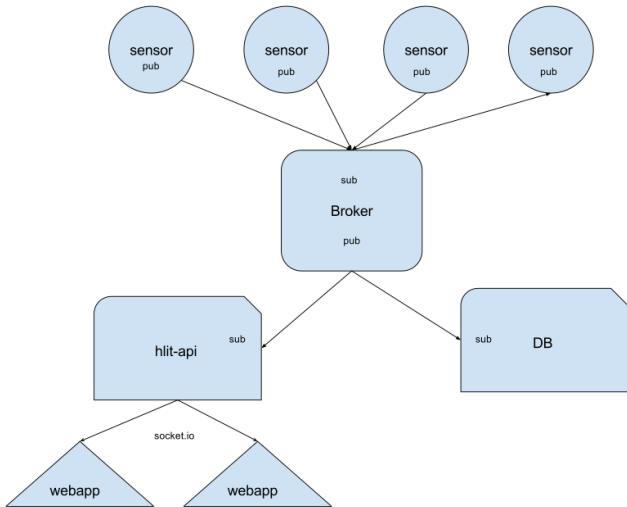 sensor
pub
sensor
pub
sensor
pub
sensor
pub
sub
Broker
pub
hlit-api
sub
sub
DB
socket.io
webapp
webapp